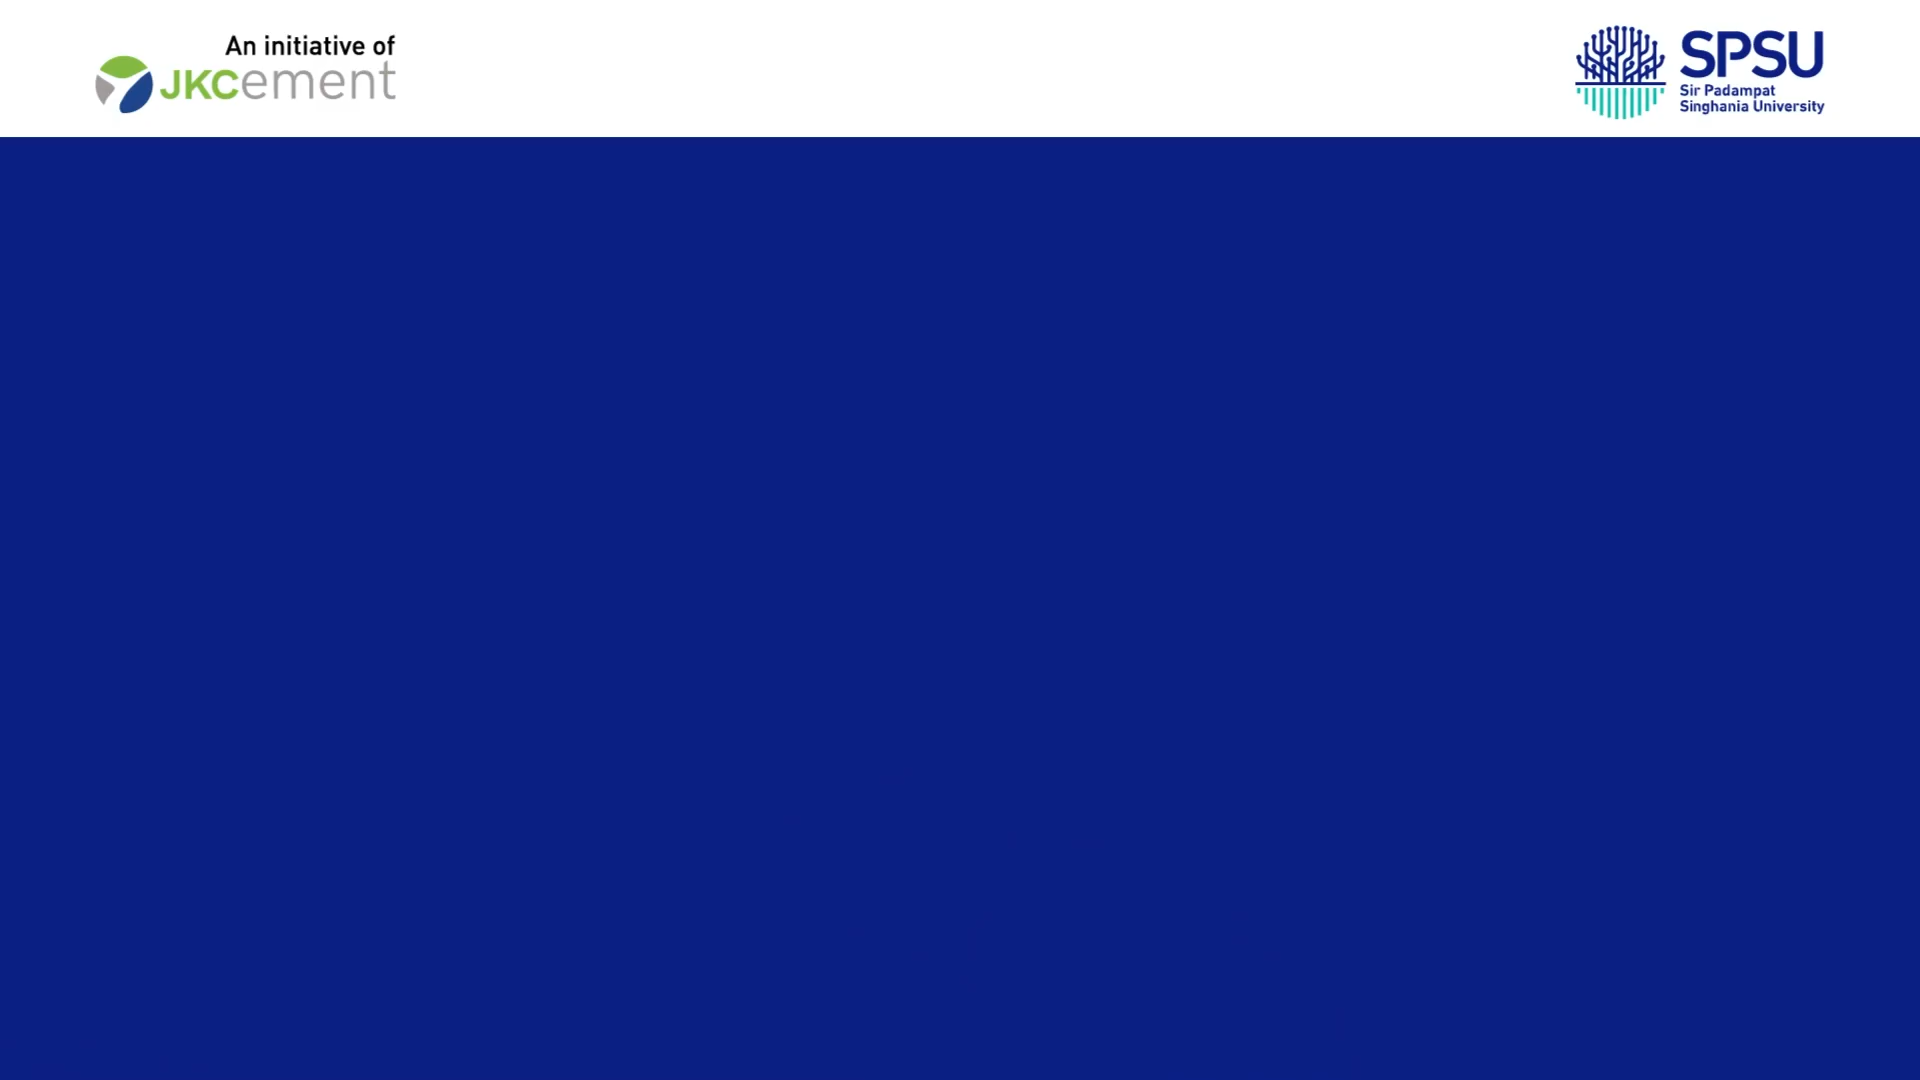 An initiative of
JKCement
SPSU
Sir Padampat
Singhania University